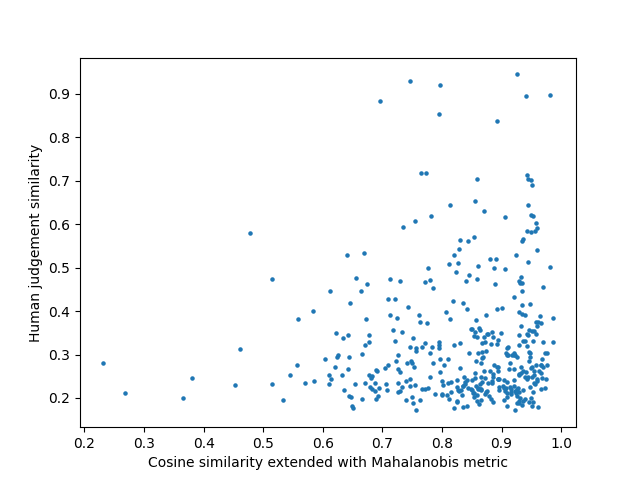 Human judgement similarity
0.9
0.8
0.7
0.6
0.5
0.4
0.3
0.2
0.2 0.3 0.4 0.5 0.6 0.7 0.8 0.9 1.0
Cosine similarity extended with Mahalanobis metric